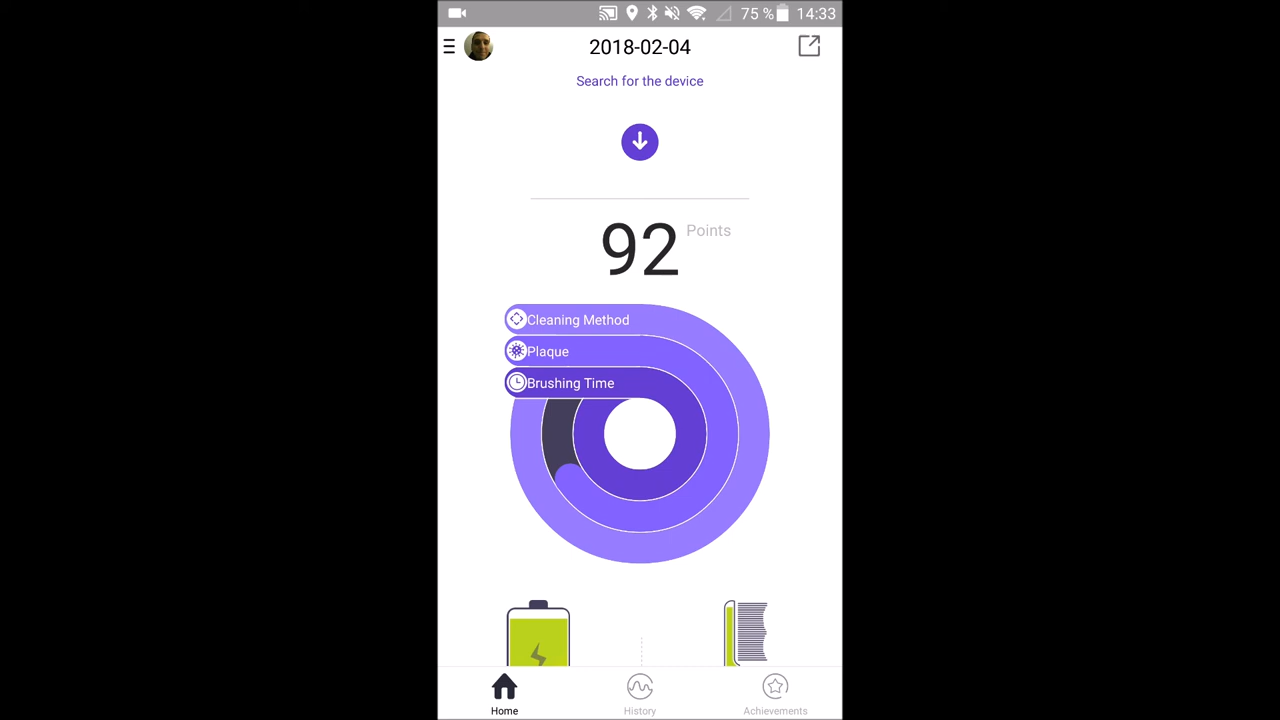 75 % 14:33
2018-02-04
Search for the device
92 Points
Cleaning Method
Plaque
Brushing Time
Home History Achievements